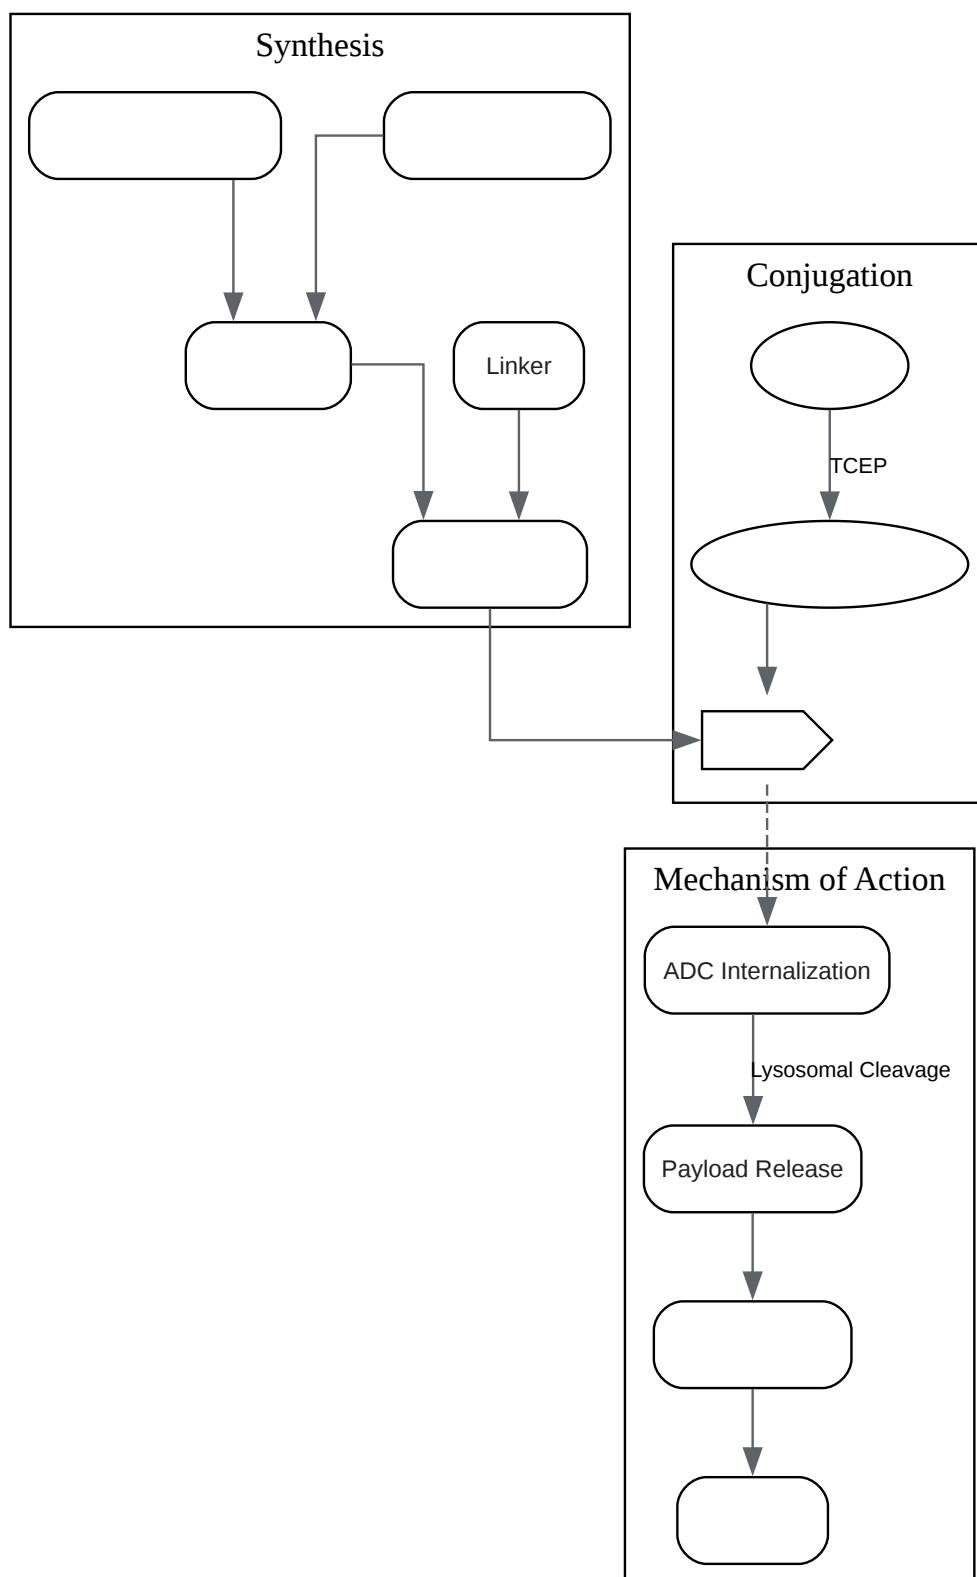 Synthesis
Linker
Conjugation
TCEP
Mechanism of Action
ADC Internalization
Lysosomal Cleavage
Payload Release